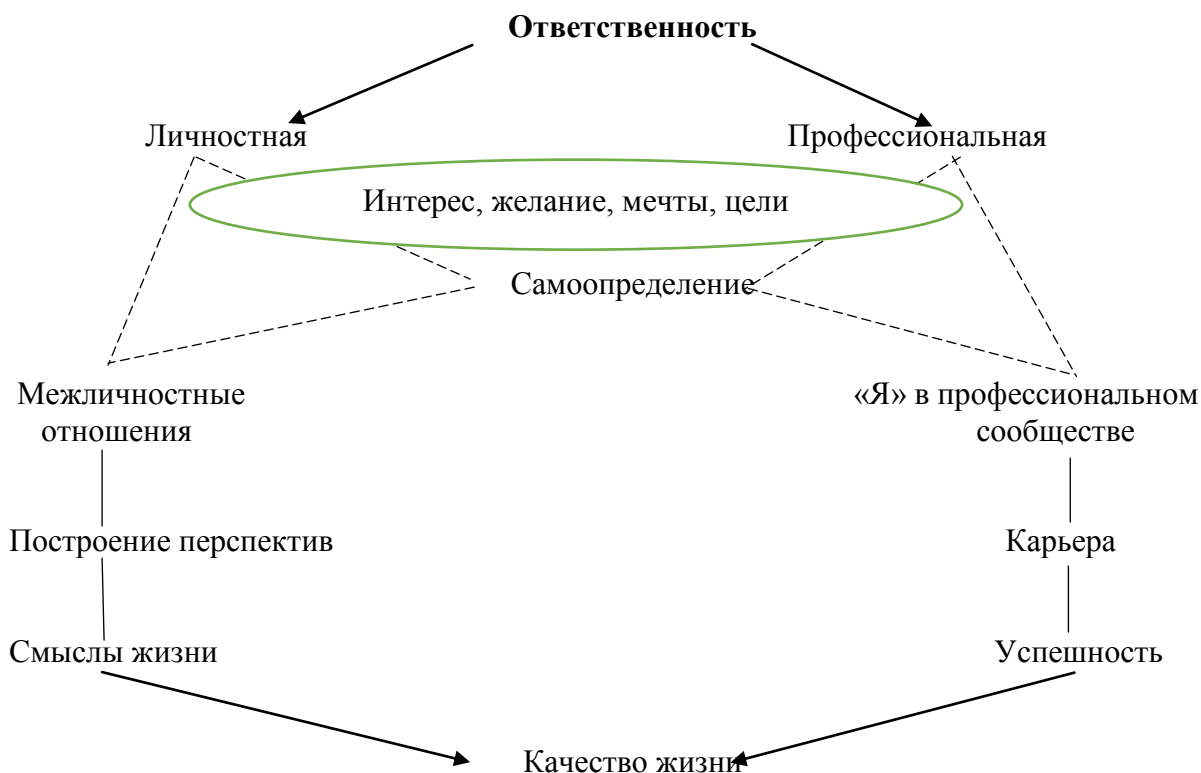 Ответственность
Личностная
Профессиональная
Интерес, желание, мечты, цели
Самоопределение
Межличностные
отношения
«Я» в профессиональном
сообществе
Построение перспектив
Карьера
Смыслы жизни
Успешность
Качество жизни